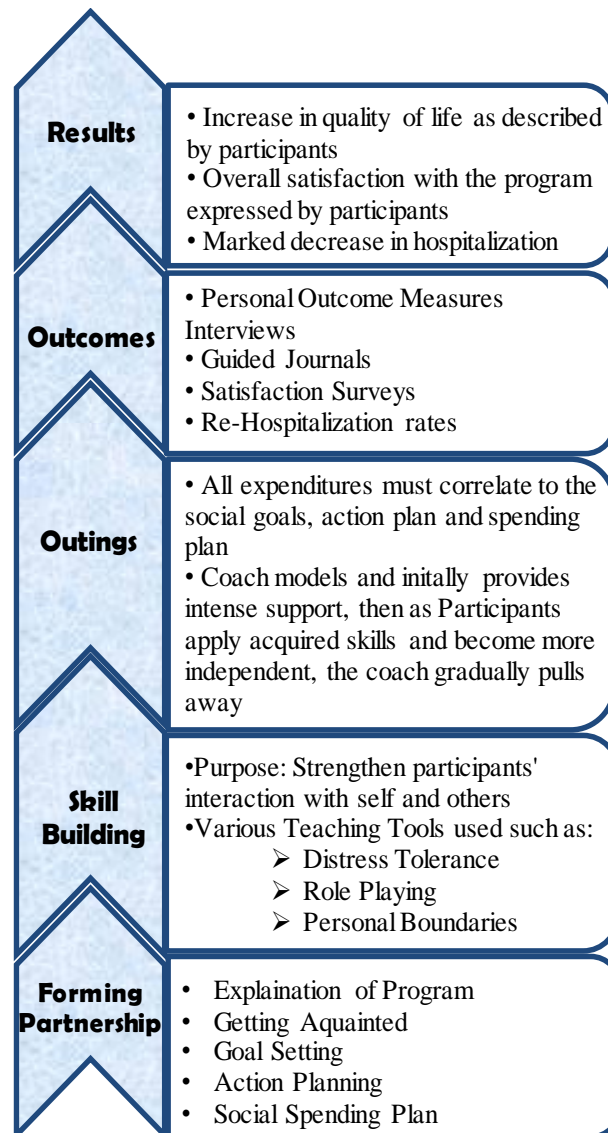 Results
• Increase in quality of life as described
by participants
• Overall satisfaction with the program
expressed by participants
• Marked decrease in hospitalization
Outcomes
• Personal Outcome Measures
Interviews
• Guided Journals
• Satisfaction Surveys
• Re-Hospitalization rates
Outings
• All expenditures must correlate to the
social goals, action plan and spending
plan
• Coach models and initally provides
intense support, then as Participants
apply acquired skills and become more
independent, the coach gradually pulls
away
Skill
Building
•Purpose: Strengthen participants'
interaction with self and others
•Various Teaching Tools used such as:
➢ Distress Tolerance
➢ Role Playing
➢ Personal Boundaries
Forming
Partnership
• Explaination of Program
• Getting Aquainted
• Goal Setting
• Action Planning
• Social Spending Plan